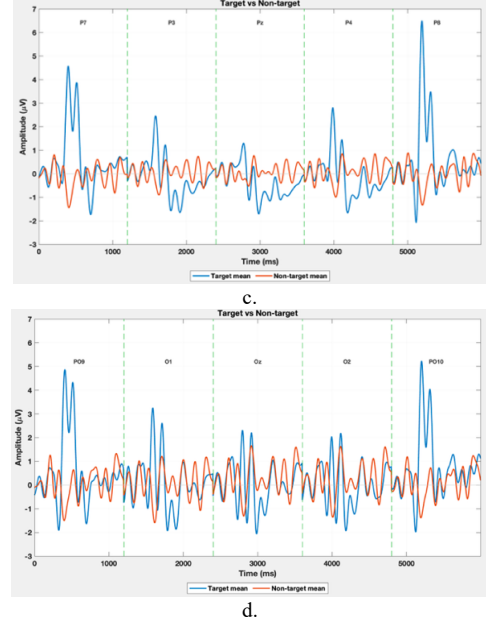 Target vs Non-target
7
6
5
4
3
2
1
0
-1
-2
-3
Amplitude (μV)
P7 P3 Pz P4 P8
0 1000 2000 3000 4000 5000
Time (ms)
Target mean Non-target mean
c.
Target vs Non-target
7
6
5
4
3
2
1
0
-1
-2
-3
Amplitude (μV)
PO9 O1 Oz O2 PO10
0 1000 2000 3000 4000 5000
Time (ms)
Target mean Non-target mean
d.